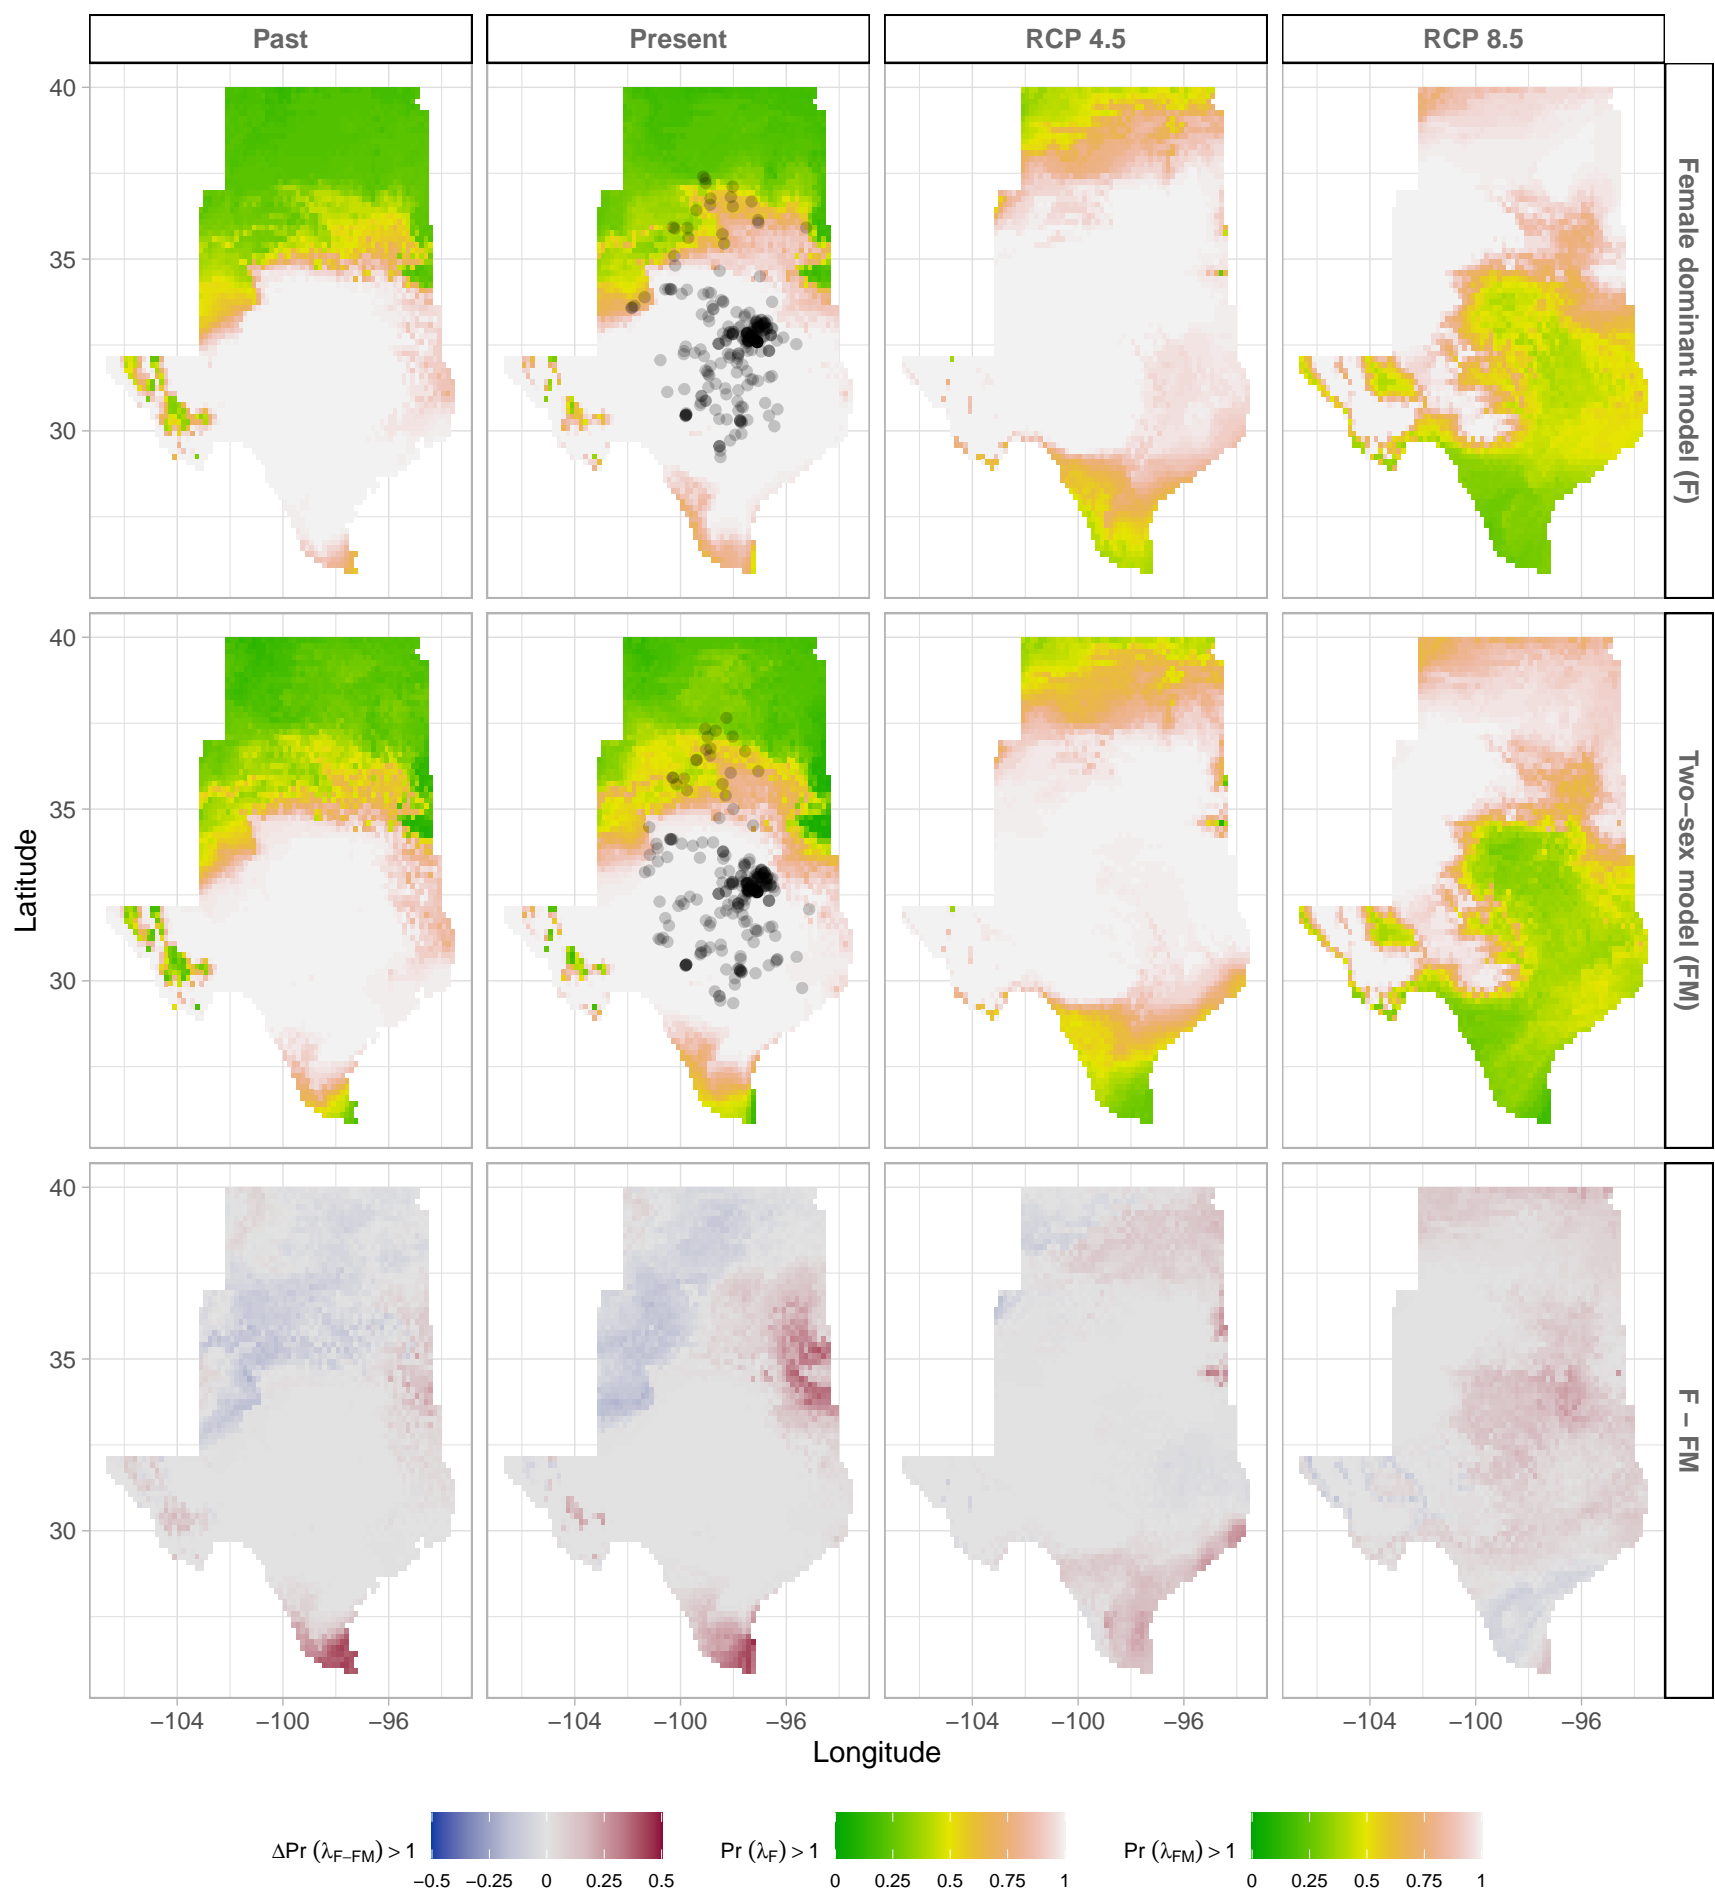 Past
Present
RCP 4.5
RCP 8.5
40
35
30
Female dominant model (F)
40
35
30
Two−sex model (FM)
Latitude
40
35
30
F − FM
−104 −100 −96
−104 −100 −96
−104 −100 −96
−104 −100 −96
Longitude
ΔPr (λF−FM) > 1
−0.5 −0.25 0 0.25 0.5
Pr (λF) > 1
0 0.25 0.5 0.75 1
Pr (λFM) > 1
0 0.25 0.5 0.75 1